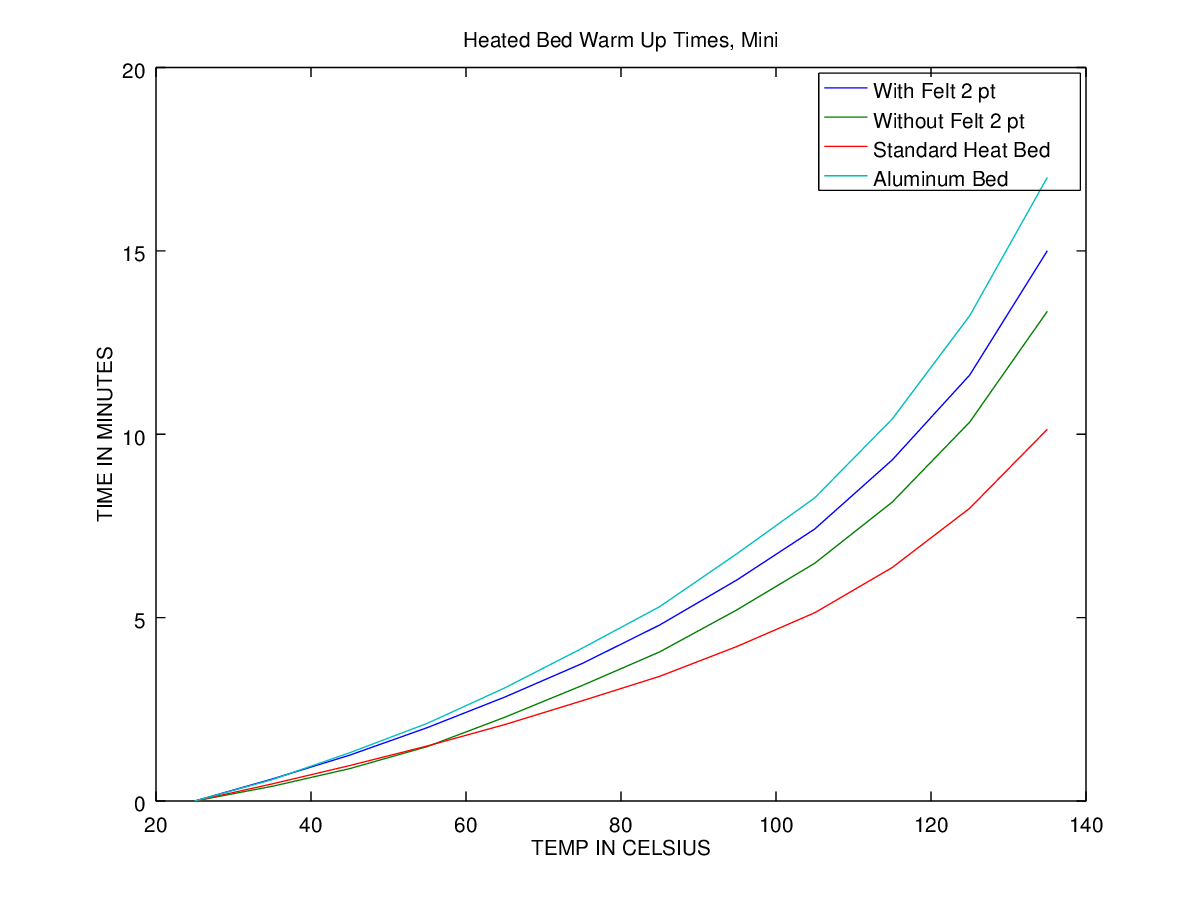 Heated Bed Warm Up Times, Mini
With Felt 2 pt
Without Felt 2 pt
Standard Heat Bed
Aluminum Bed
20
15
10
5
0
TIME IN MINUTES
20 40 60 80 100 120 140
TEMP IN CELSIUS